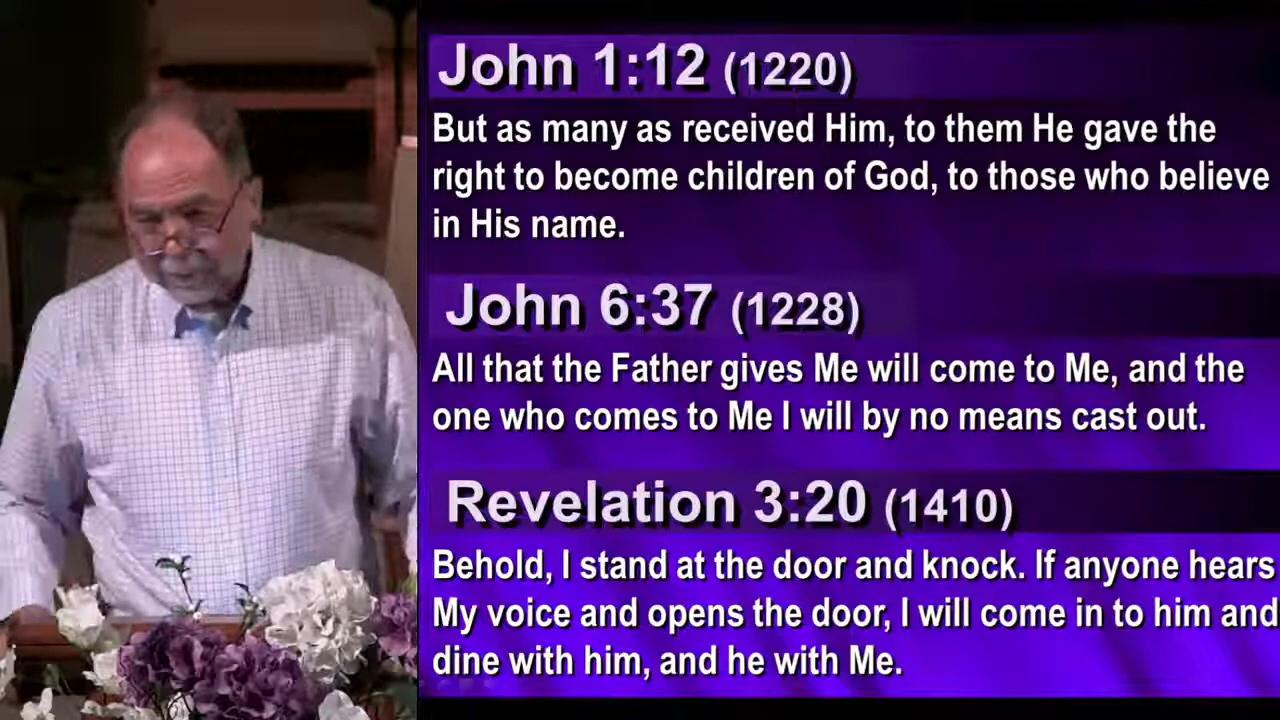 John 1:12 (1220)
But as many as received Him, to them He gave the
right to become children of God, to those who believe
in His name.
John 6:37 (1228)
All that the Father gives Me will come to Me, and the
one who comes to Me I will by no means cast out.
Revelation 3:20 (1410)
Behold, I stand at the door and knock. If anyone hears
My voice and opens the door, I will come in to him and
dine with him, and he with Me.